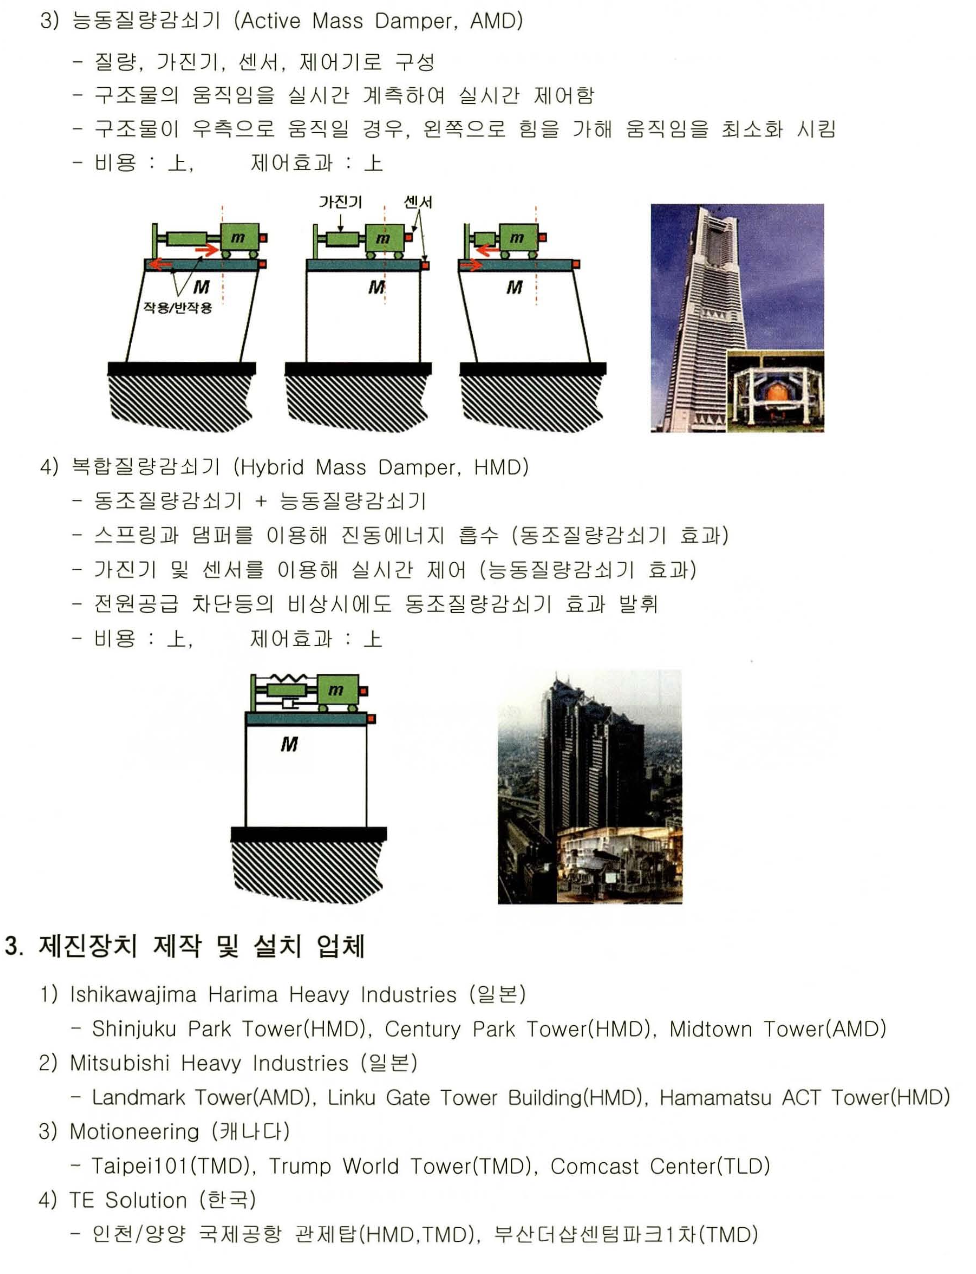 3) 능동질량감쇠기 (Active Mass Damper, AMD)
- 질량, 가진기, 센서, 제어기로 구성
- 구조물의 움직임을 실시간 계측하여 실시간 제어함
- 구조물이 우측으로 움직일 경우, 왼쪽으로 힘을 가해 움직임을 최소화 시킴
- 비용 : 上, 제어효과 : 上
가진기 센서
m m m
M M M
작용/반작용
4) 복합질량감쇠기 (Hybrid Mass Damper, HMD)
- 동조질량감쇠기 + 능동질량감쇠기
- 스프링과 댐퍼를 이용해 진동에너지 흡수 (동조질량감쇠기 효과)
- 가진기 및 센서를 이용해 실시간 제어 (능동질량감쇠기 효과)
- 전원공급 차단등의 비상시에도 동조질량감쇠기 효과 발휘
- 비용 : 上, 제어효과 : 上
m
M
3. 제진장치 제작 및 설치 업체
1) Ishikawajima Harima Heavy Industries (일본)
- Shinjuku Park Tower(HMD), Century Park Tower(HMD), Midtown Tower(AMD)
2) Mitsubishi Heavy Industries (일본)
- Landmark Tower(AMD), Linku Gate Tower Building(HMD), Hamamatsu ACT Tower(HMD)
3) Motioneering (캐나다)
- Taipei101(TMD), Trump World Tower(TMD), Comcast Center(TLD)
4) TE Solution (한국)
- 인천/양양 국제공항 관제탑(HMD,TMD), 부산더샵센텀파크1차(TMD)